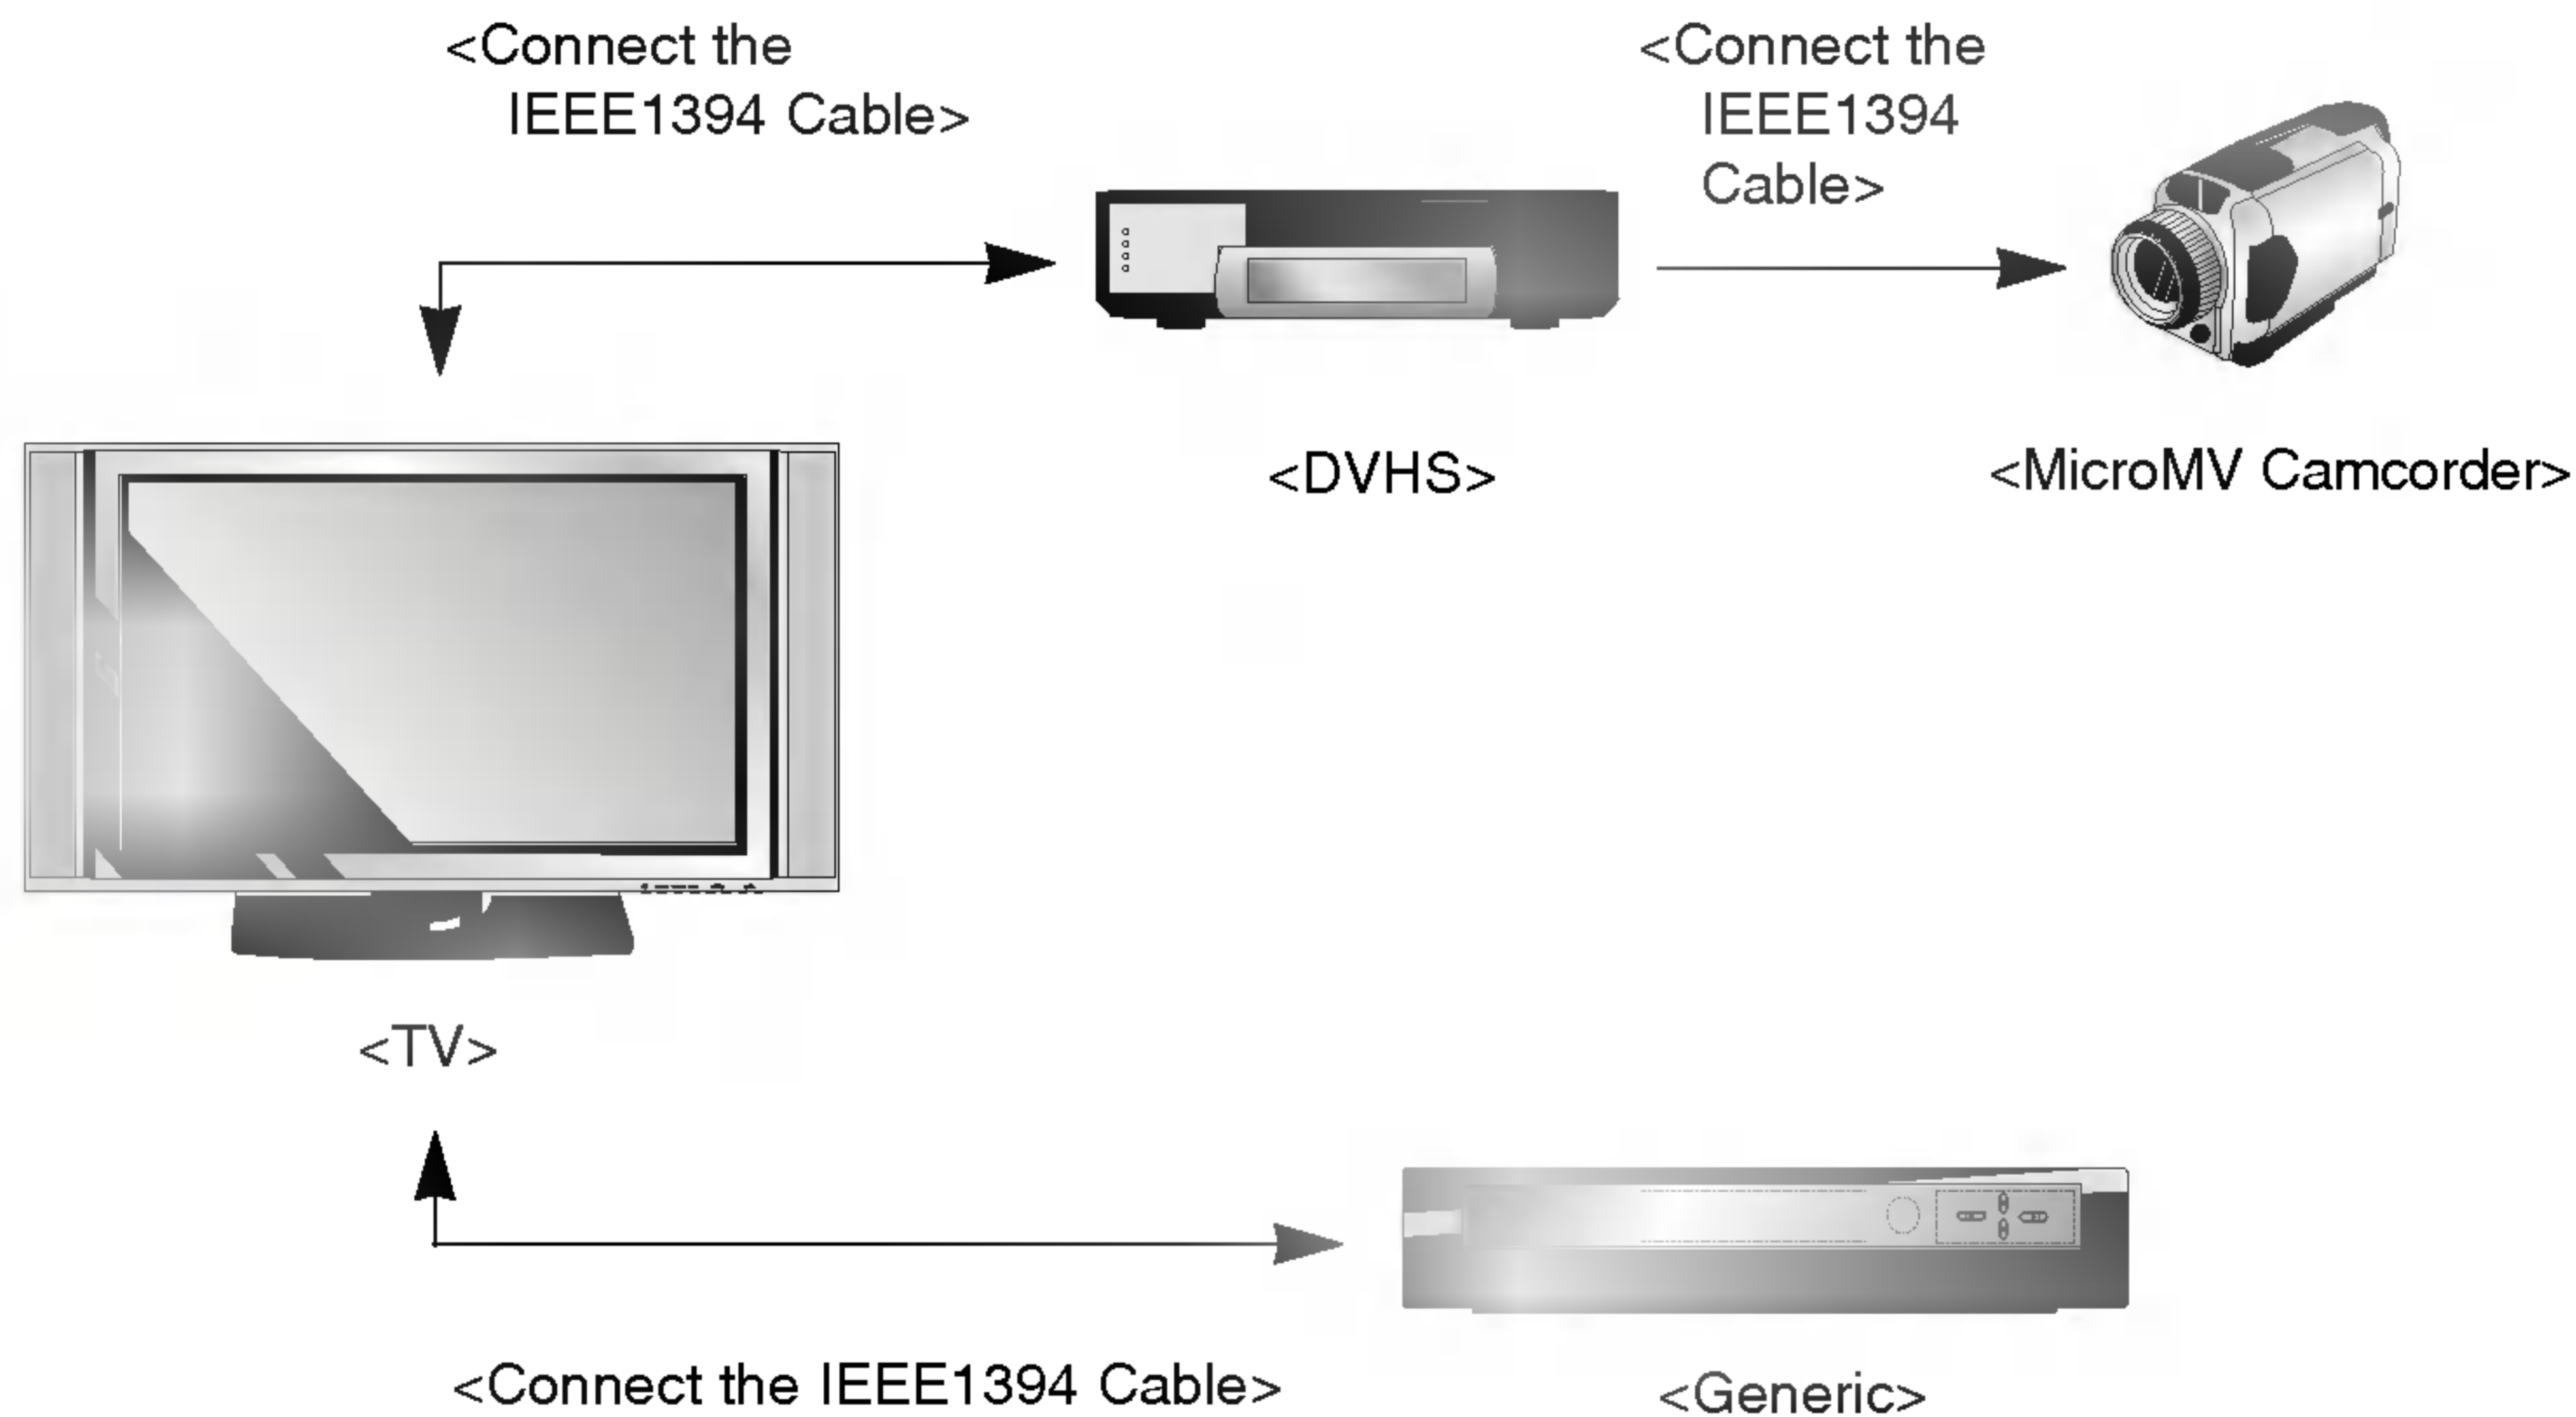 <Connect the
IEEE1394 Cable>
<Connect the
IEEE1394
Cable>
<DVHS>
<MicroMV Camcorder>
<TV>
<Connect the IEEE1394 Cable>
<Generic>